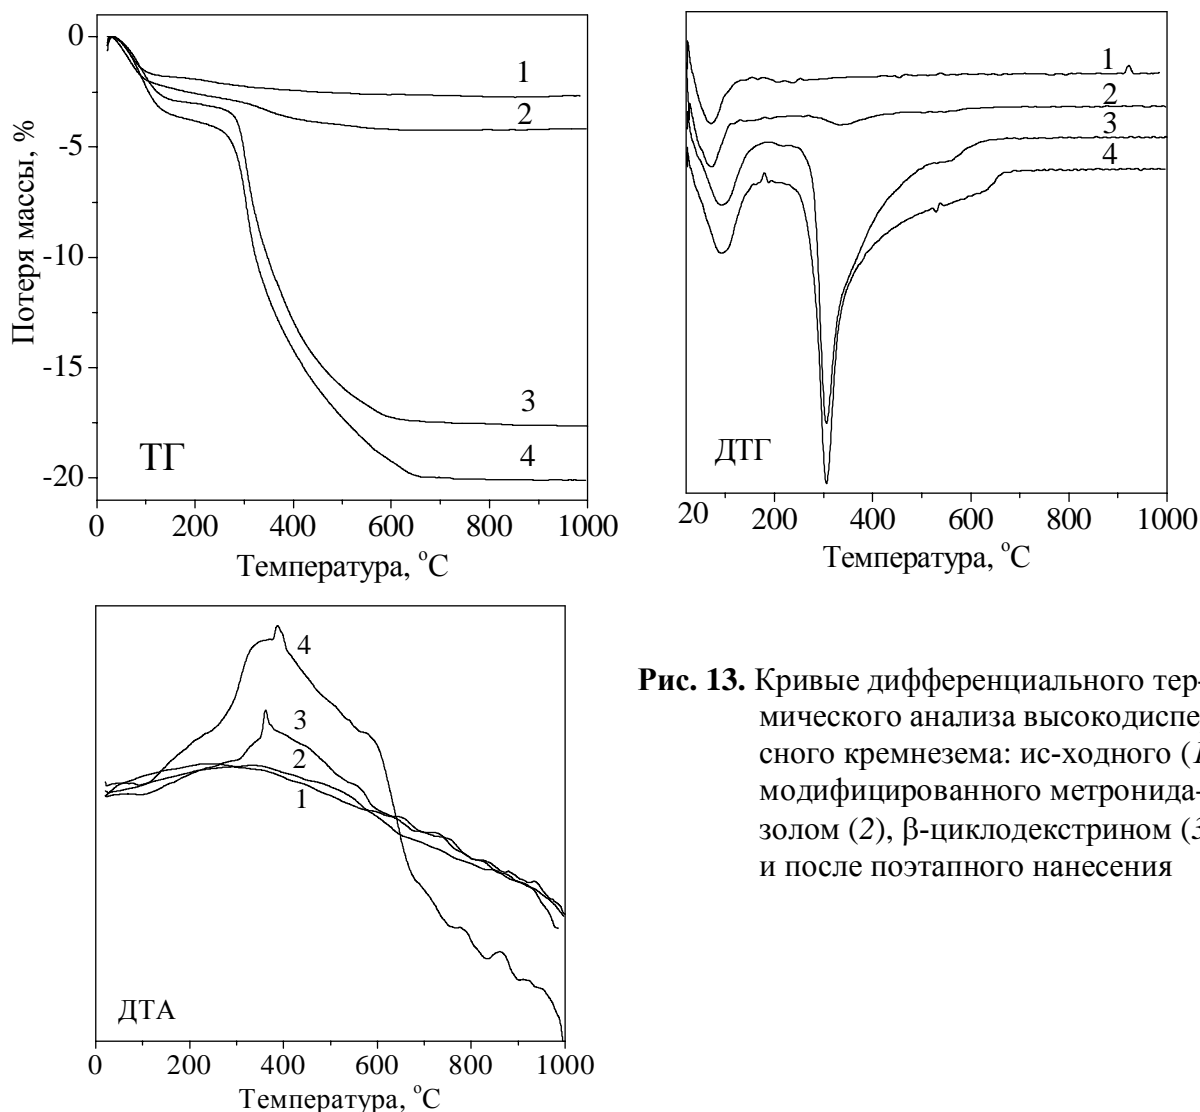 0
-5
-10
-15
-20
Потеря массы, %
1
2
3
4
ТГ
0 200 400 600 800 1000
Температура, °C
1
2
3
4
ДТГ
20 200 400 600 800 1000
Температура, °C
4
3
2
1
ДТА
0 200 400 600 800 1000
Температура, °C
Рис. 13. Кривые дифференциального тер-
мического анализа высокодиспе
сного кремнезема: ис-ходного (1
модифицированного метронида-
золом (2), β-циклодекстрином (3
и после поэтапного нанесения